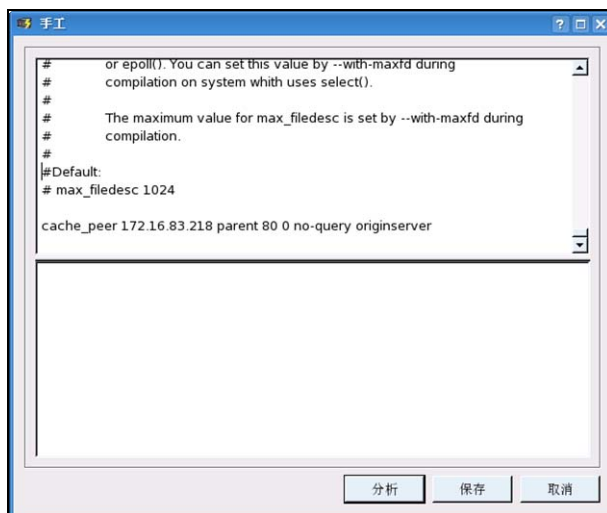 手工
# or epoll(). You can set this value by --with-maxfd during
# compilation on system whith uses select().
#
# The maximum value for max_filedesc is set by --with-maxfd during
# compilation.
#
#Default:
# max_filedesc 1024
cache_peer 172.16.83.218 parent 80 0 no-query originserver
分析 保存 取消